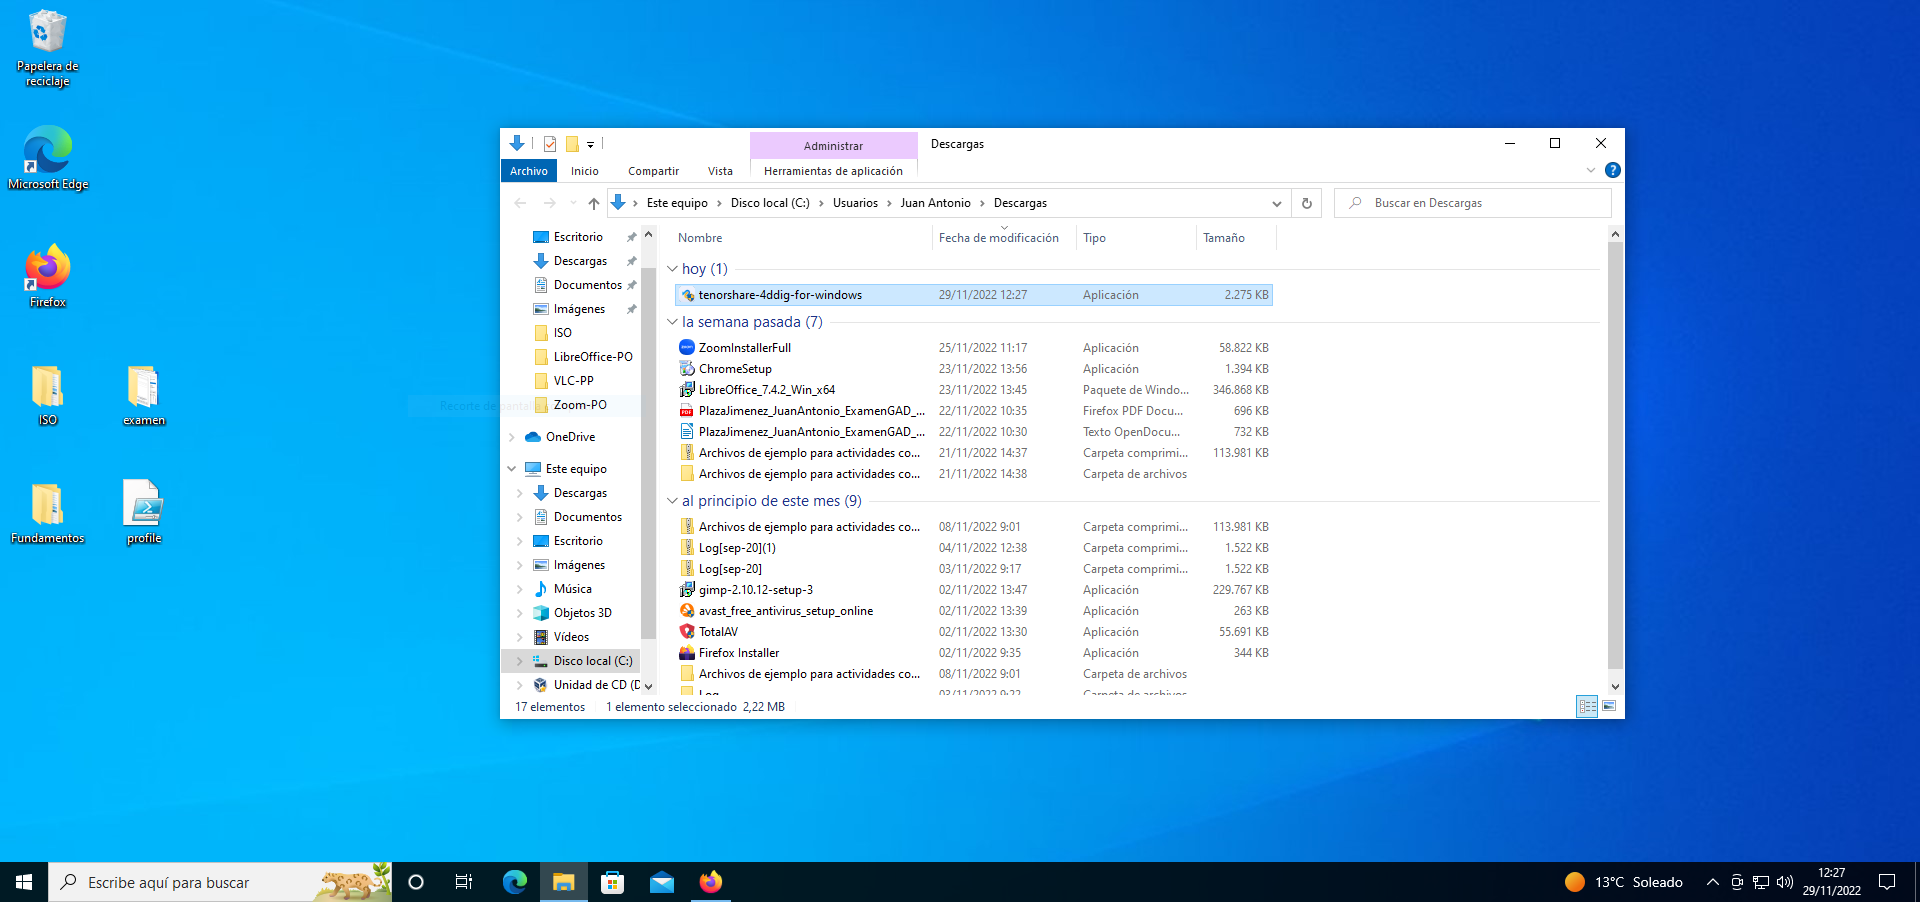 Papelera de
reciclaje
Microsoft Edge
Firefox
ISO
examen
Fundamentos
profile
Administrar
Descargas
Archivo
Inicio
Compartir
Vista
Herramientas de aplicación
Este equipo > Disco local (C:) > Usuarios > Juan Antonio > Descargas
Buscar en Descargas
Escritorio
Descargas
Documentos
Imágenes
ISO
LibreOffice-PO
VLC-PP
Recorte de
Zoom-PO
OneDrive
Este equipo
Descargas
Documentos
Escritorio
Imágenes
Música
Objetos 3D
Vídeos
Disco local (C:)
Unidad de CD (D
Nombre Fecha de modificación Tipo Tamaño
hoy (1)
tenorshare-4ddig-for-windows 29/11/2022 12:27 Aplicación 2.275 KB
la semana pasada (7)
ZoomInstallerFull 25/11/2022 11:17 Aplicación 58.822 KB
ChromeSetup 23/11/2022 13:56 Aplicación 1.394 KB
LibreOffice_7.4.2_Win_x64 23/11/2022 13:45 Paquete de Windo... 346.868 KB
PlazaJimenez_JuanAntonio_ExamenGAD_... 22/11/2022 10:35 Firefox PDF Docu... 696 KB
PlazaJimenez_JuanAntonio_ExamenGAD_... 22/11/2022 10:30 Texto OpenDocu... 732 KB
Archivos de ejemplo para actividades co... 21/11/2022 14:37 Carpeta comprimi... 113.981 KB
Archivos de ejemplo para actividades co... 21/11/2022 14:38 Carpeta de archivos
al principio de este mes (9)
Archivos de ejemplo para actividades co... 08/11/2022 9:01 Carpeta comprimi... 113.981 KB
Log[sep-20](1) 04/11/2022 12:38 Carpeta comprimi... 1.522 KB
Log[sep-20] 03/11/2022 9:17 Carpeta comprimi... 1.522 KB
gimp-2.10.12-setup-3 02/11/2022 13:47 Aplicación 229.767 KB
avast_free_antivirus_setup_online 02/11/2022 13:39 Aplicación 263 KB
TotalAV 02/11/2022 13:30 Aplicación 55.691 KB
Firefox Installer 02/11/2022 9:35 Aplicación 344 KB
Archivos de ejemplo para actividades co... 08/11/2022 9:01 Carpeta de archivos
Log 03/11/2022 9:22 Carpeta de archivos
17 elementos
1 elemento seleccionado 2,22 MB
Escribe aquí para buscar
13°C Soleado
12:27
29/11/2022